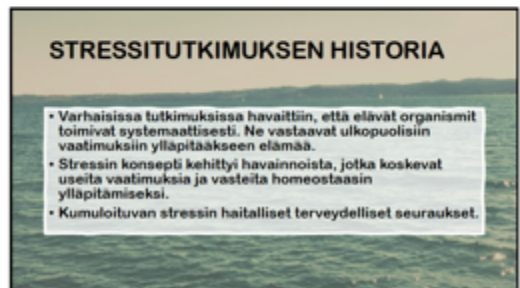 STRESSITUTKIMUKSEN HISTORIA
• Varhaisissa tutkimuksissa havaittiin, että elävät organismit
toimivat systemaattisesti. Ne vastaavat ulkopuolisiin
vaatimuksiin ylläpitääkseen elämää.
• Stressin konsepti kehittyi havainnoista, jotka koskevat
useita vaatimuksia ja vasteita homeostaasin
ylläpitämiseksi.
• Kumuloituvan stressin haitalliset terveydelliset seuraukset.